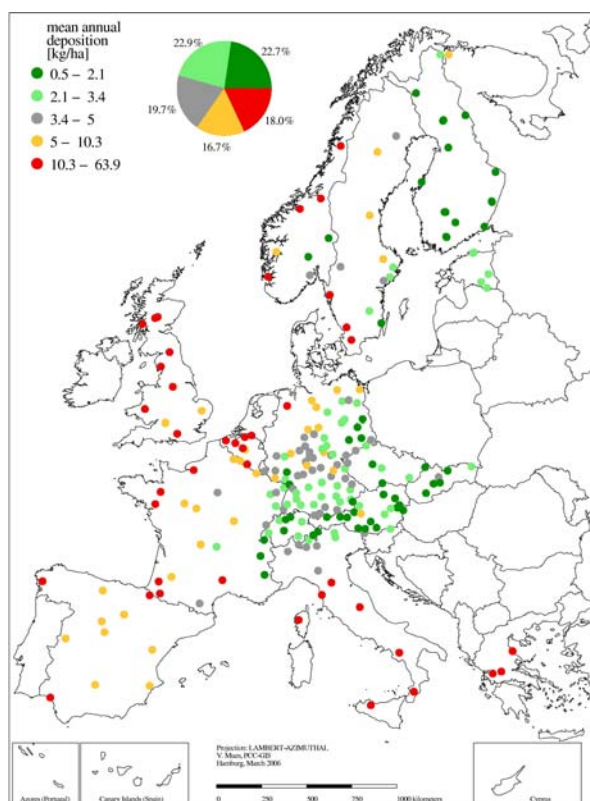 mean annual
deposition
[kg/ha]
0.5 – 2.1
2.1 – 3.4
3.4 – 5
5 – 10.3
10.3 – 63.9
22.9%
22.7%
19.7%
18.0%
16.7%
Projection: LAMBERT-AZIMUTHAL
V. Mues, PCC-GIS
Hamburg, March 2006
0 250 500 750 1000 kilometers
Azores (Portugal)
Canary Islands (Spain)
Cyprus